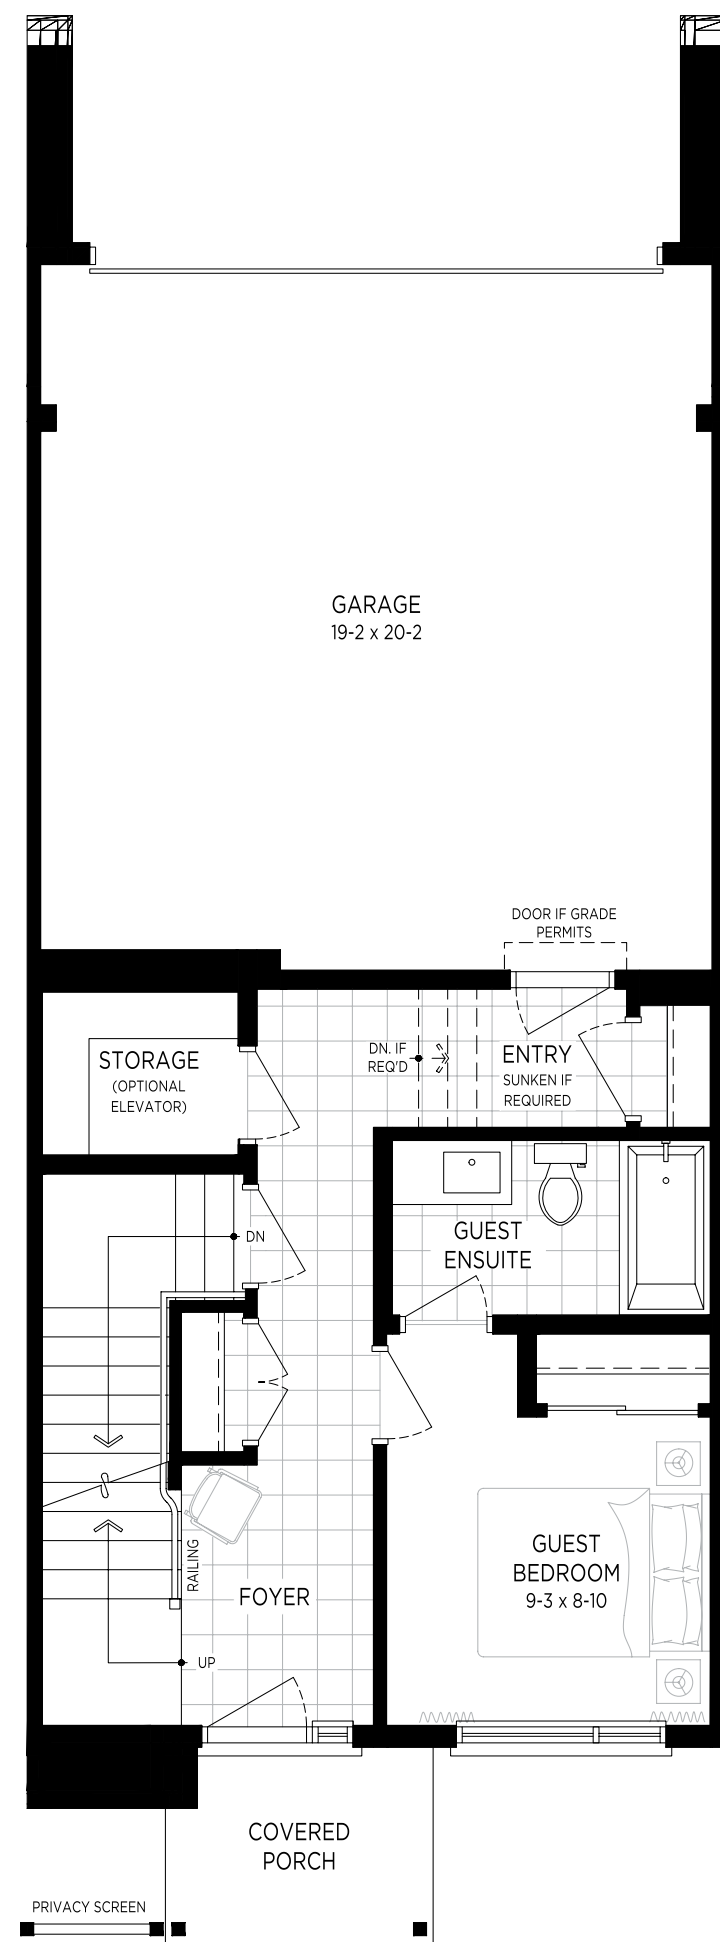 GARAGE
19-2 x 20-2
DOOR IF GRADE
PERMITS
STORAGE
(OPTIONAL
ELEVATOR)
DN. IF
REQ'D
ENTRY
SUNKEN IF
REQUIRED
DN
GUEST
ENSUITE
GUEST
BEDROOM
9-3 x 8-10
RAILING
FOYER
UP
COVERED
PORCH
PRIVACY SCREEN